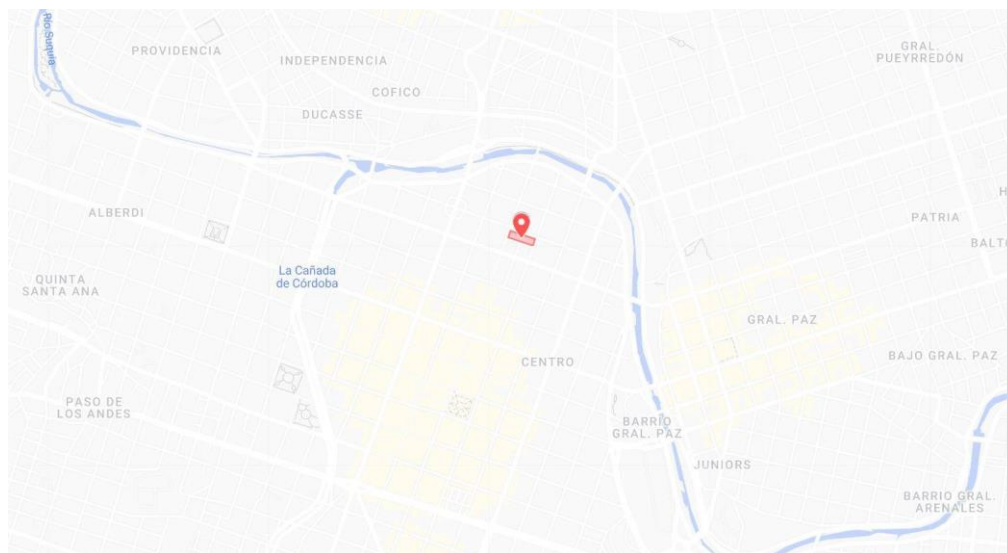 Río Suquía
PROVIDENCIA
INDEPENDENCIA
COFICO
DUCASSE
GRAL.
PUEYRREDÓN
ALBERDI
PATRIA
H
BALTO
QUINTA
SANTA ANA
La Cañada
de Córdoba
GRAL. PAZ
BAJO GRAL. PAZ
CENTRO
PASO DE
LOS ANDES
BARRIO
GRAL. PAZ
JUNIORS
BARRIO GRAL.
ARENALES